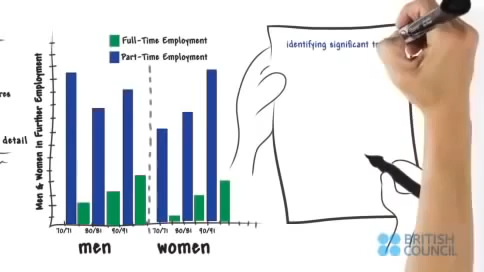 detail
Men & Women in Further Employment
Full-Time Employment
Part-Time Employment
70/71
80/81
90/91
70/71
80/81
90/91
men
women
identifying significant
BRITISH
COUNCIL